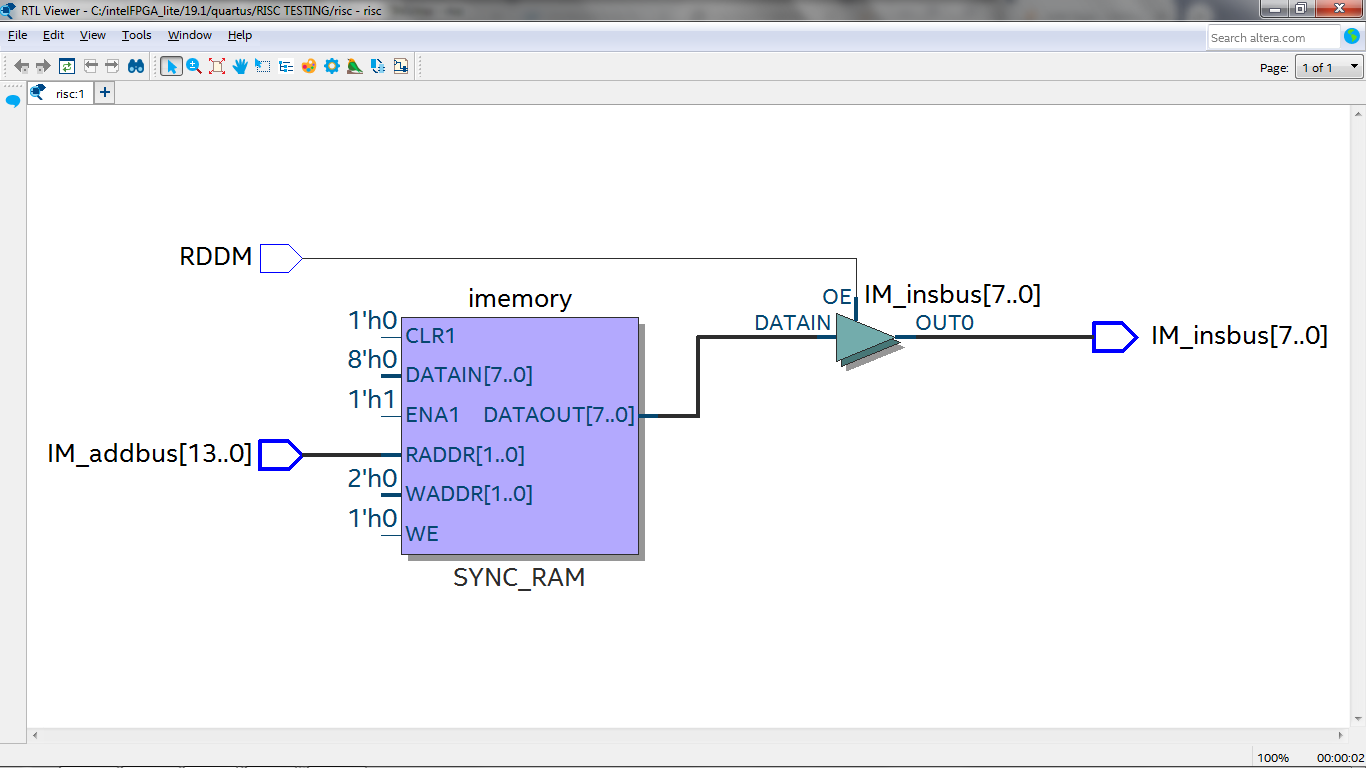 RTL Viewer - C:/intelFPGA_lite/19.1/quartus/RISC TESTING/risc - risc
File Edit View Tools Window Help
Search altera.com
Page: 1 of 1
risc:1
RDDM
imemory
OE
IM_insbus[7..0]
1'h0
CLR1
DATAIN
OUT0
IM_insbus[7..0]
8'h0
DATAIN[7..0]
1'h1
ENA1 DATAOUT[7..0]
IM_addbus[13..0]
RADDR[1..0]
2'h0
WADDR[1..0]
1'h0
WE
SYNC_RAM
100% 00:00:02